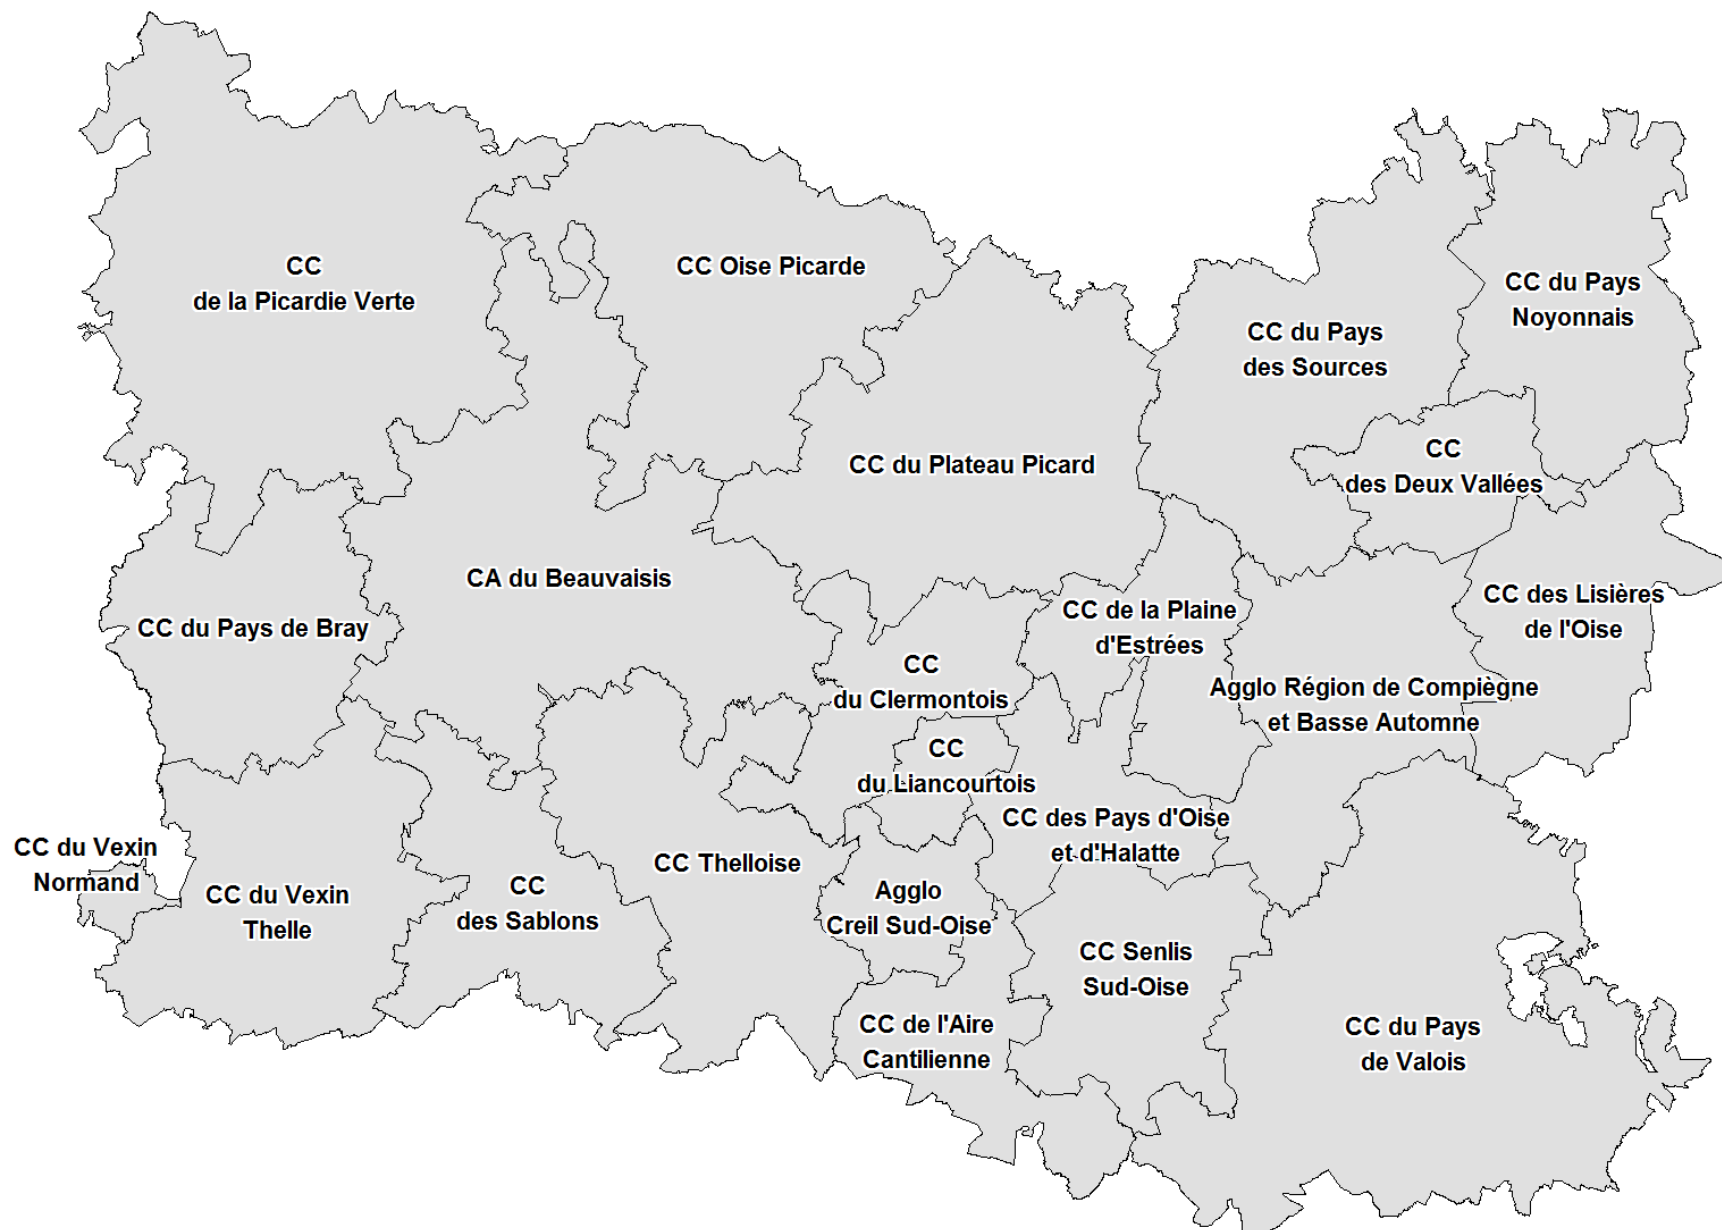 CC
de la Picardie Verte
CC Oise Picarde
CC du Pays
Noyonnais
CC du Pays
des Sources
CC du Plateau Picard
CC
des Deux Vallées
CA du Beauvaisis
CC du Pays de Bray
CC de la Plaine
d'Estrées
CC des Lisières
de l'Oise
CC
du Clermontois
Agglo Région de Compiègne
et Basse Automne
CC
du Liancourtois
CC des Pays d'Oise
et d'Halatte
CC du Vexin
Normand
CC du Vexin
Thelle
CC
des Sablons
CC Thelloise
Agglo
Creil Sud-Oise
CC Senlis
Sud-Oise
CC de l'Aire
Cantilienne
CC du Pays
de Valois